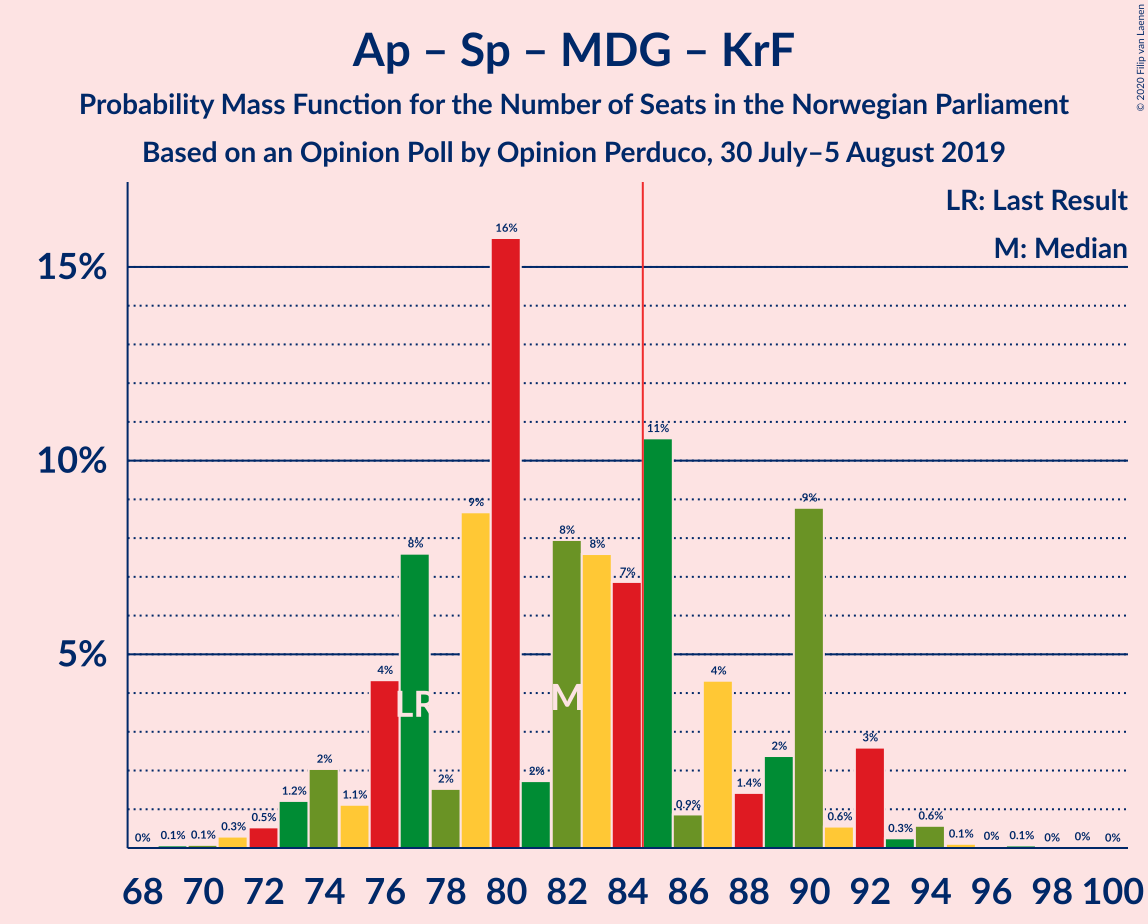 Ap – Sp – MDG – KrF
Probability Mass Function for the Number of Seats in the Norwegian Parliament
Based on an Opinion Poll by Opinion Perduco, 30 July–5 August 2019
© 2020 Filip van Laenen
LR: Last Result
M: Median
15%
10%
5%
0% 0.1% 0.1% 0.3% 0.5% 1.2% 2% 1.1% 4% 8% 2% 9% 16% 2% 8% 8% 7% 11% 0.9% 4% 1.4% 2% 9% 0.6% 3% 0.3% 0.6% 0.1% 0% 0.1% 0% 0% 0%
LR M
68 70 72 74 76 78 80 82 84 86 88 90 92 94 96 98 100